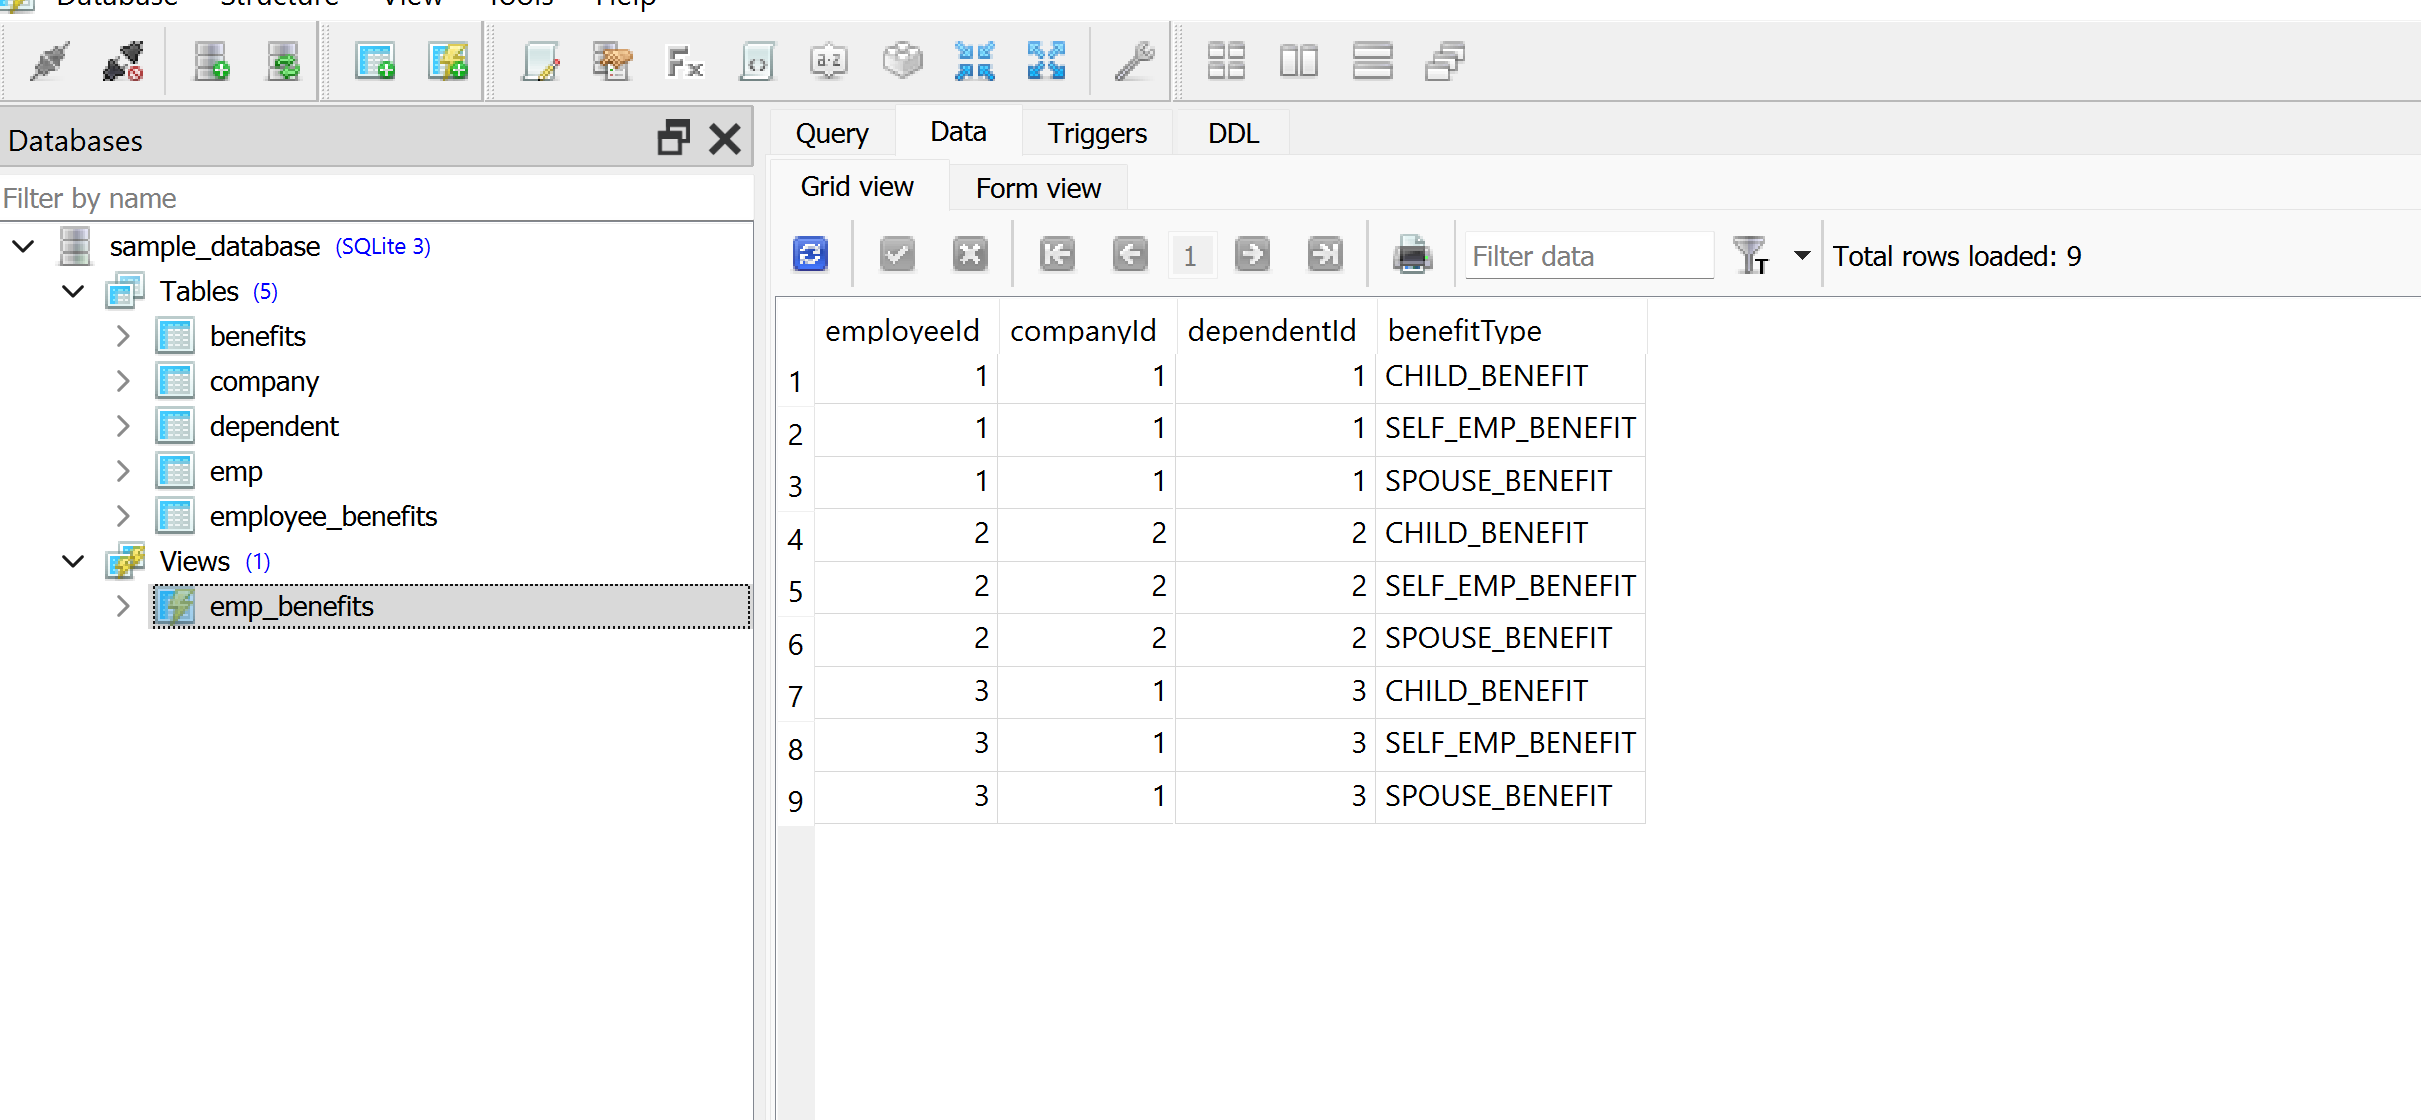 Database Structure View Tools Help
Databases
Filter by name
sample_database (SQLite 3)
Tables (5)
benefits
company
dependent
emp
employee_benefits
Views (1)
emp_benefits
Query Data Triggers DDL
Grid view Form view
1 Filter data T Total rows loaded: 9
employeeId companyId dependentId benefitType
1 1 1 1 CHILD_BENEFIT
2 1 1 1 SELF_EMP_BENEFIT
3 1 1 1 SPOUSE_BENEFIT
4 2 2 2 CHILD_BENEFIT
5 2 2 2 SELF_EMP_BENEFIT
6 2 2 2 SPOUSE_BENEFIT
7 3 1 3 CHILD_BENEFIT
8 3 1 3 SELF_EMP_BENEFIT
9 3 1 3 SPOUSE_BENEFIT